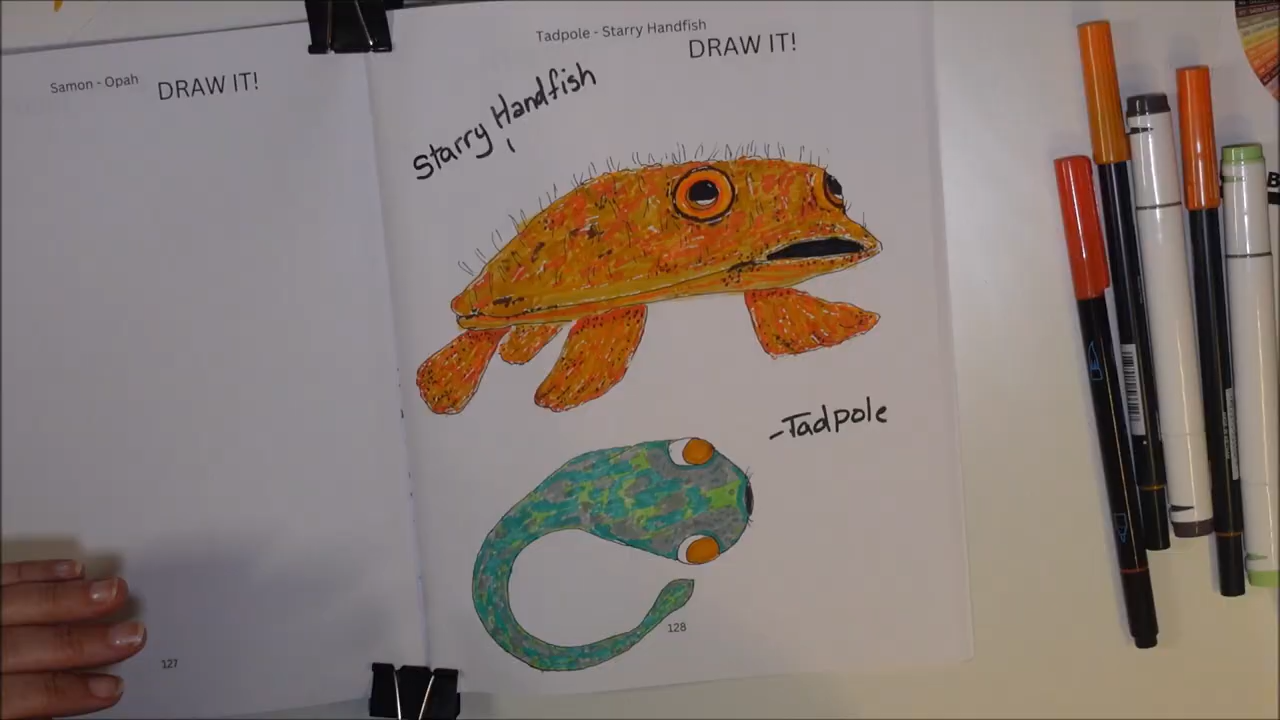 Samon - Opah
DRAW IT!
127
Tadpole - Starry Handfish
DRAW IT!
Starry Handfish
-Tadpole
128